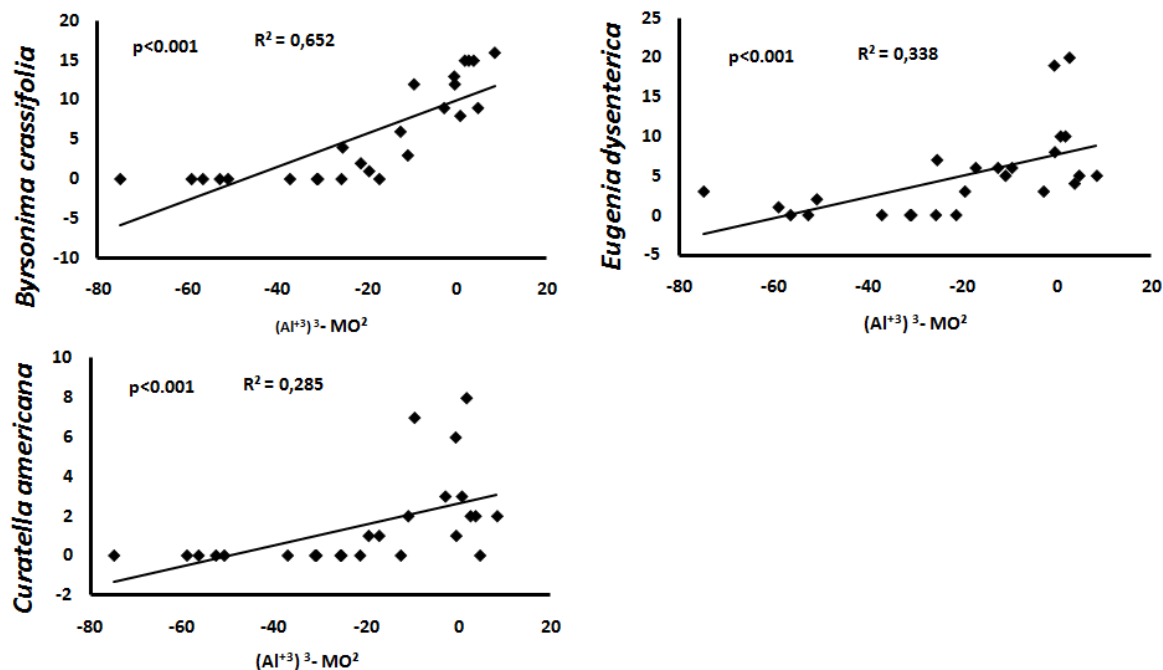 Byrsonima crassifolia
p<0.001 R² = 0,652
20
15
10
5
0
-5
-10
-80 -60 -40 -20 0 20
(Al⁺³)³- MO²
Eugenia dysenterica
p<0.001 R² = 0,338
25
20
15
10
5
0
-5
-80 -60 -40 -20 0 20
(Al⁺³)³- MO²
Curatella americana
p<0.001 R² = 0,285
10
8
6
4
2
0
-2
-80 -60 -40 -20 0 20
(Al⁺³)³- MO²